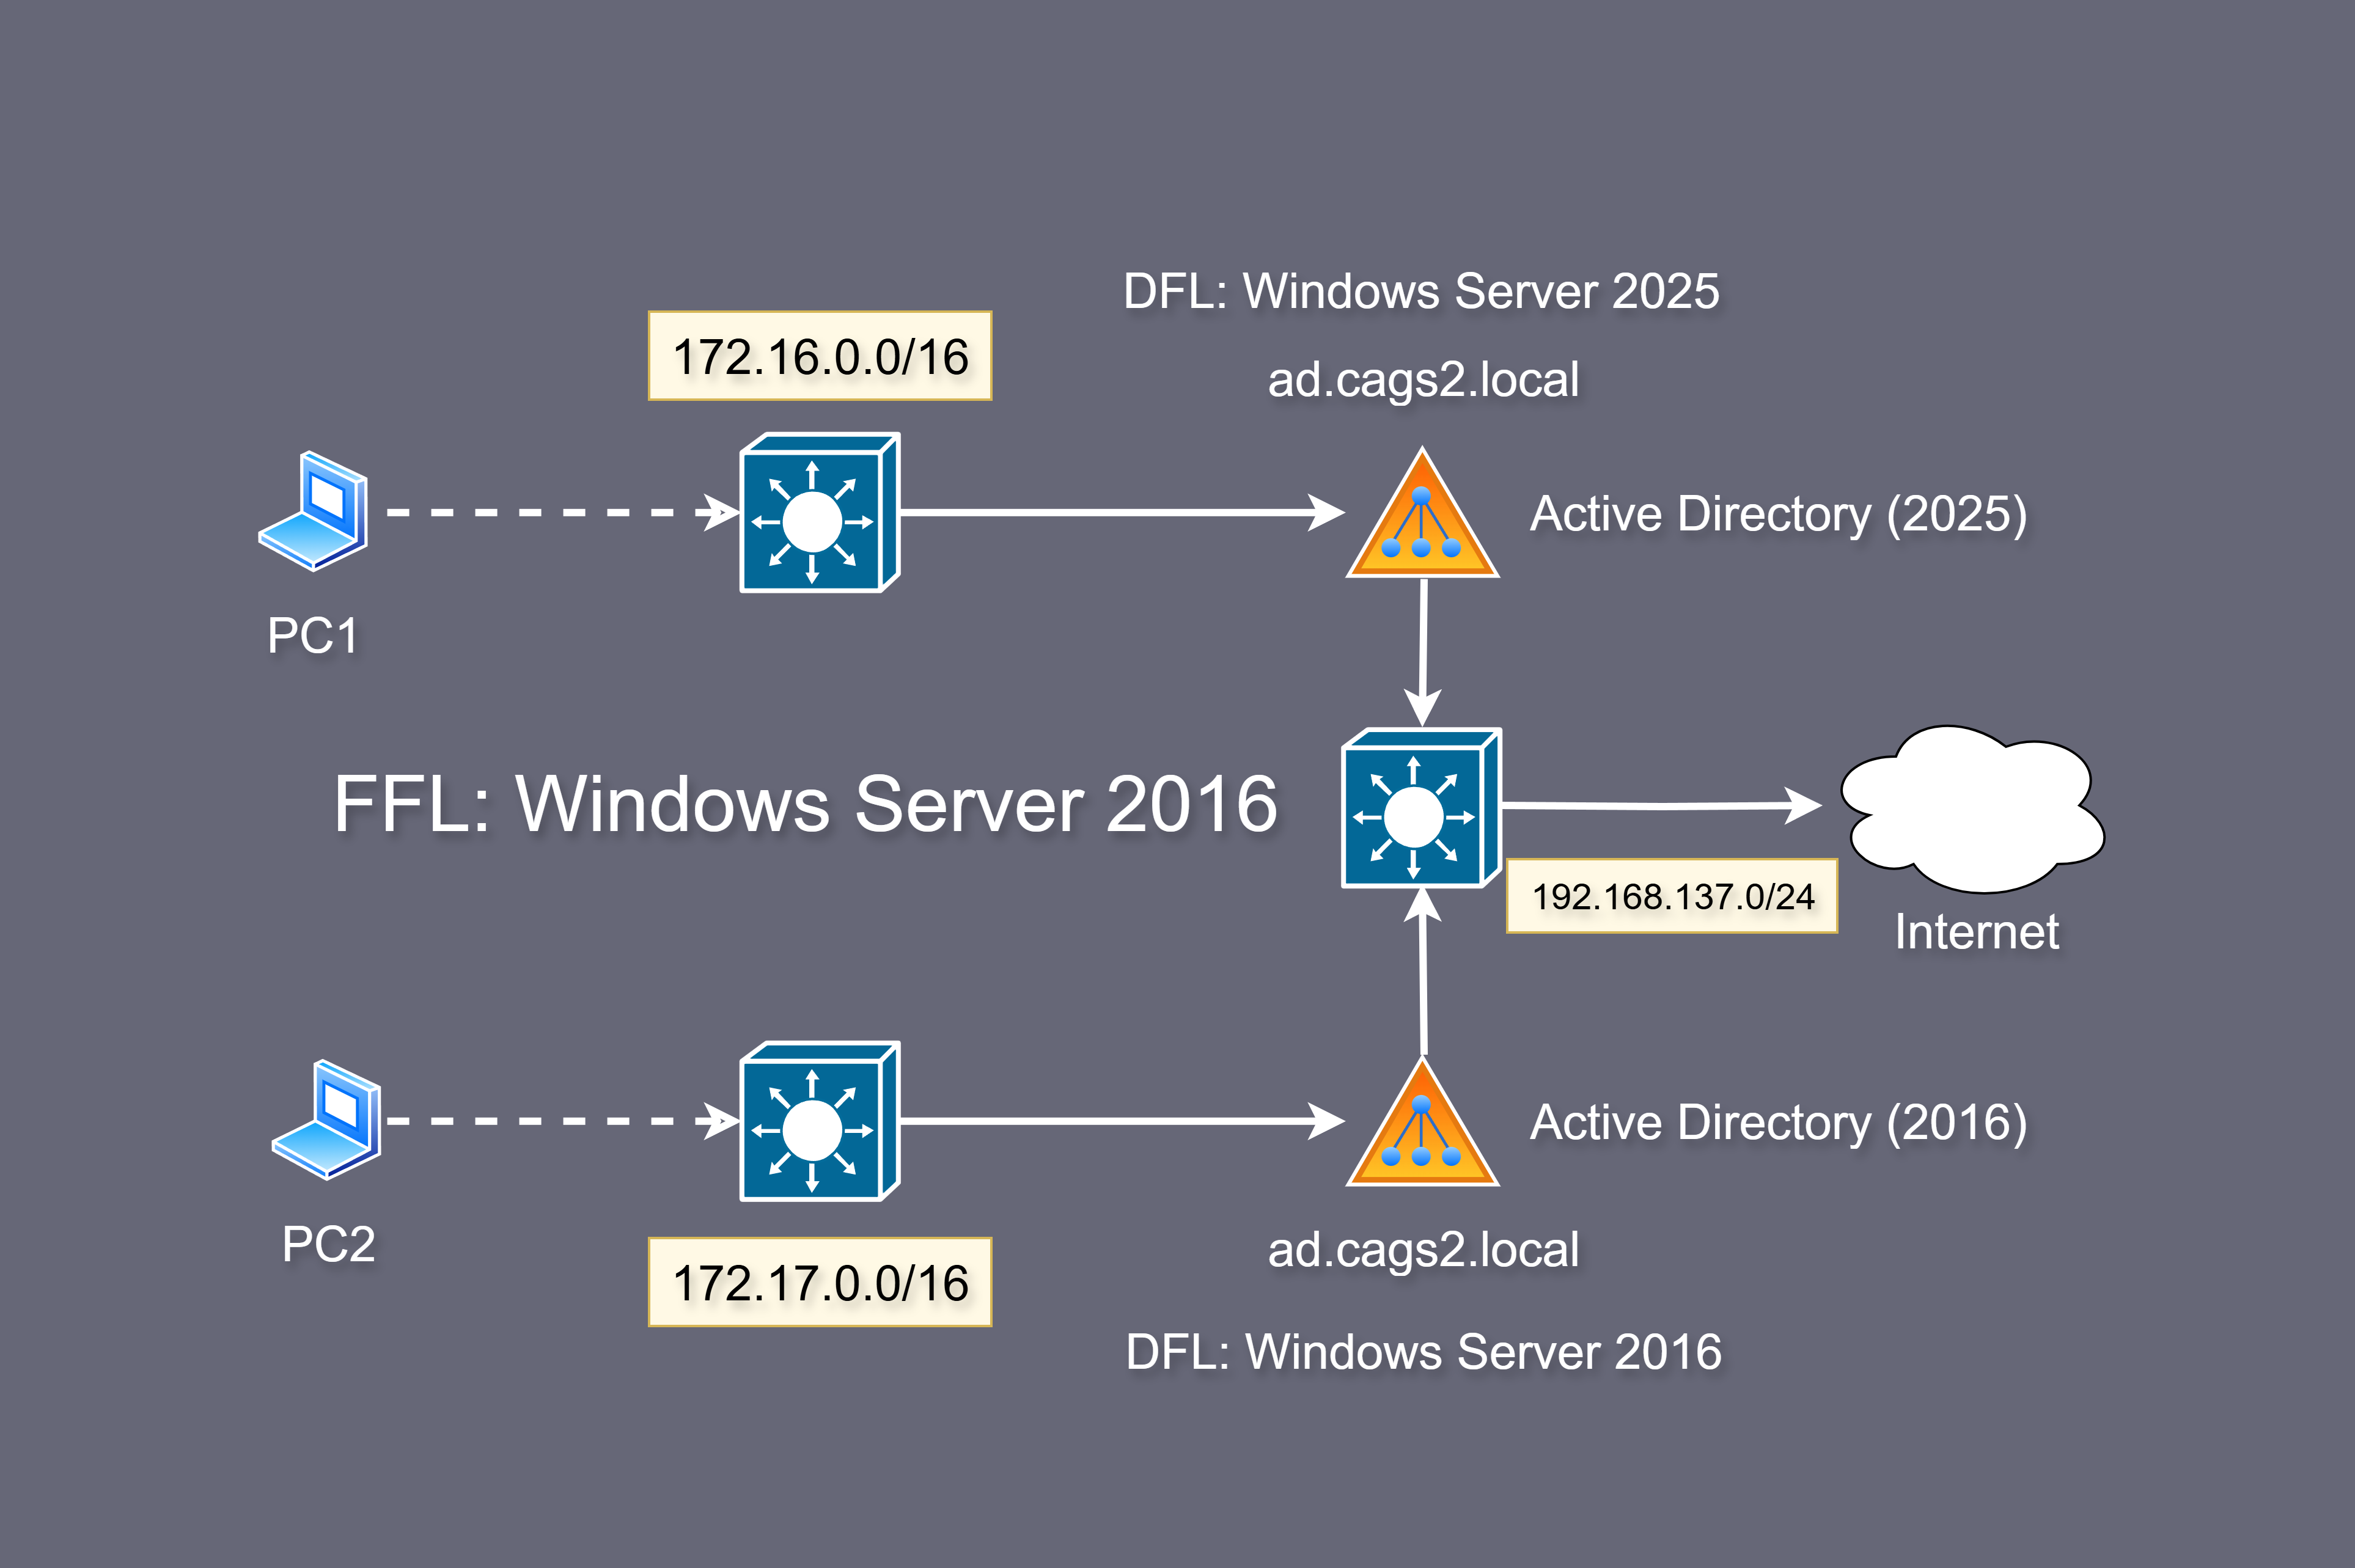 DFL: Windows Server 2025
172.16.0.0/16
ad.cags2.local
Active Directory (2025)
PC1
FFL: Windows Server 2016
192.168.137.0/24
Internet
Active Directory (2016)
PC2
ad.cags2.local
172.17.0.0/16
DFL: Windows Server 2016